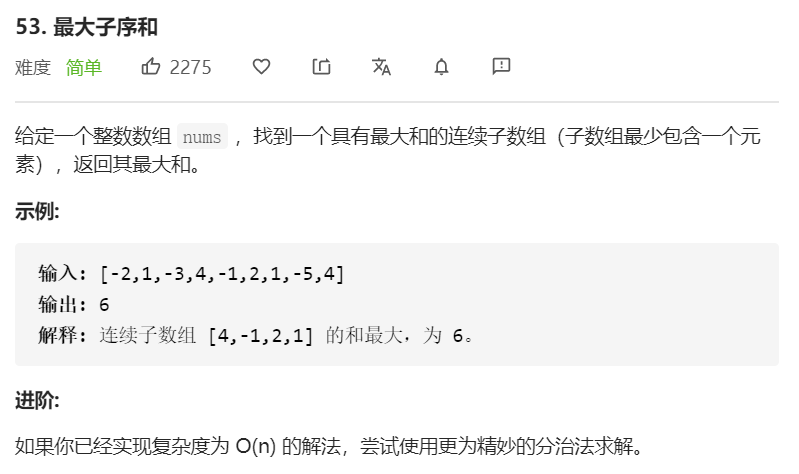 53. 最大子序和
难度 简单 2275
给定一个整数数组 nums ，找到一个具有最大和的连续子数组（子数组最少包含一个元
素），返回其最大和。
示例:
输入: [-2,1,-3,4,-1,2,1,-5,4]
输出: 6
解释: 连续子数组 [4,-1,2,1] 的和最大，为 6。
进阶:
如果你已经实现复杂度为 O(n) 的解法，尝试使用更为精妙的分治法求解。